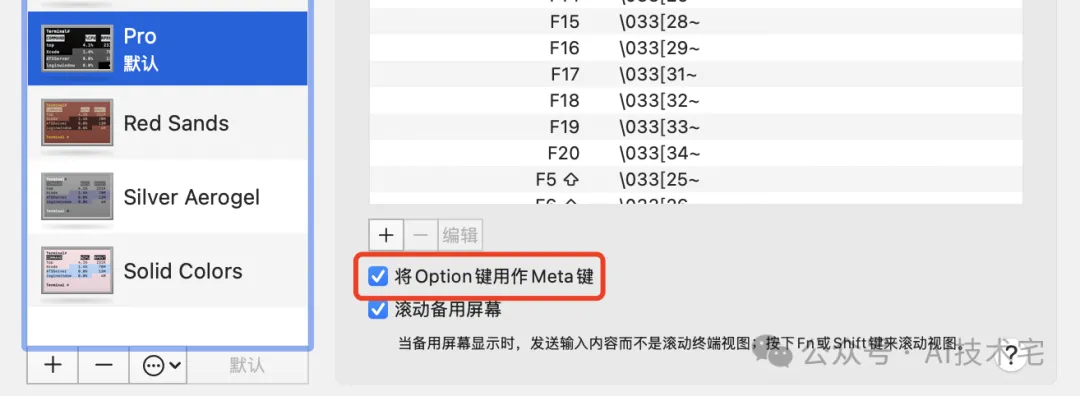 Pro
默认
Red Sands
Silver Aerogel
Solid Colors
默认
F15 \033[28~
F16 \033[29~
F17 \033[31~
F18 \033[32~
F19 \033[33~
F20 \033[34~
F5 ⇧ \033[25~
编辑
将Option键用作Meta键
滚动备用屏幕
当备用屏幕显示时，发送输入内容而不是滚动终端视图；按下Fn或Shift键来滚动视图。
公众号 · AI技术宅
?